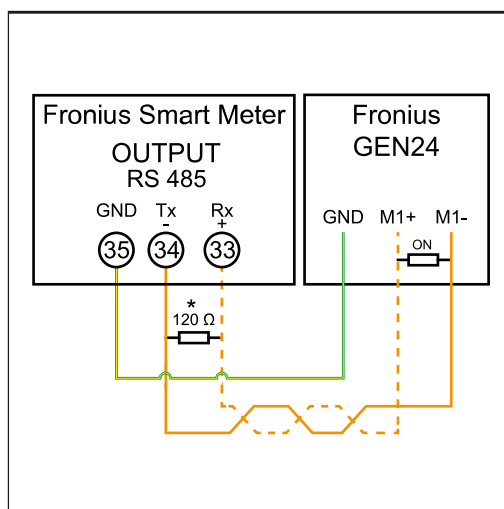 Fronius Smart Meter
OUTPUT
RS 485
GND Tx Rx
- +
35 34 33
*
120 Ω
Fronius
GEN24
GND M1+ M1-
ON